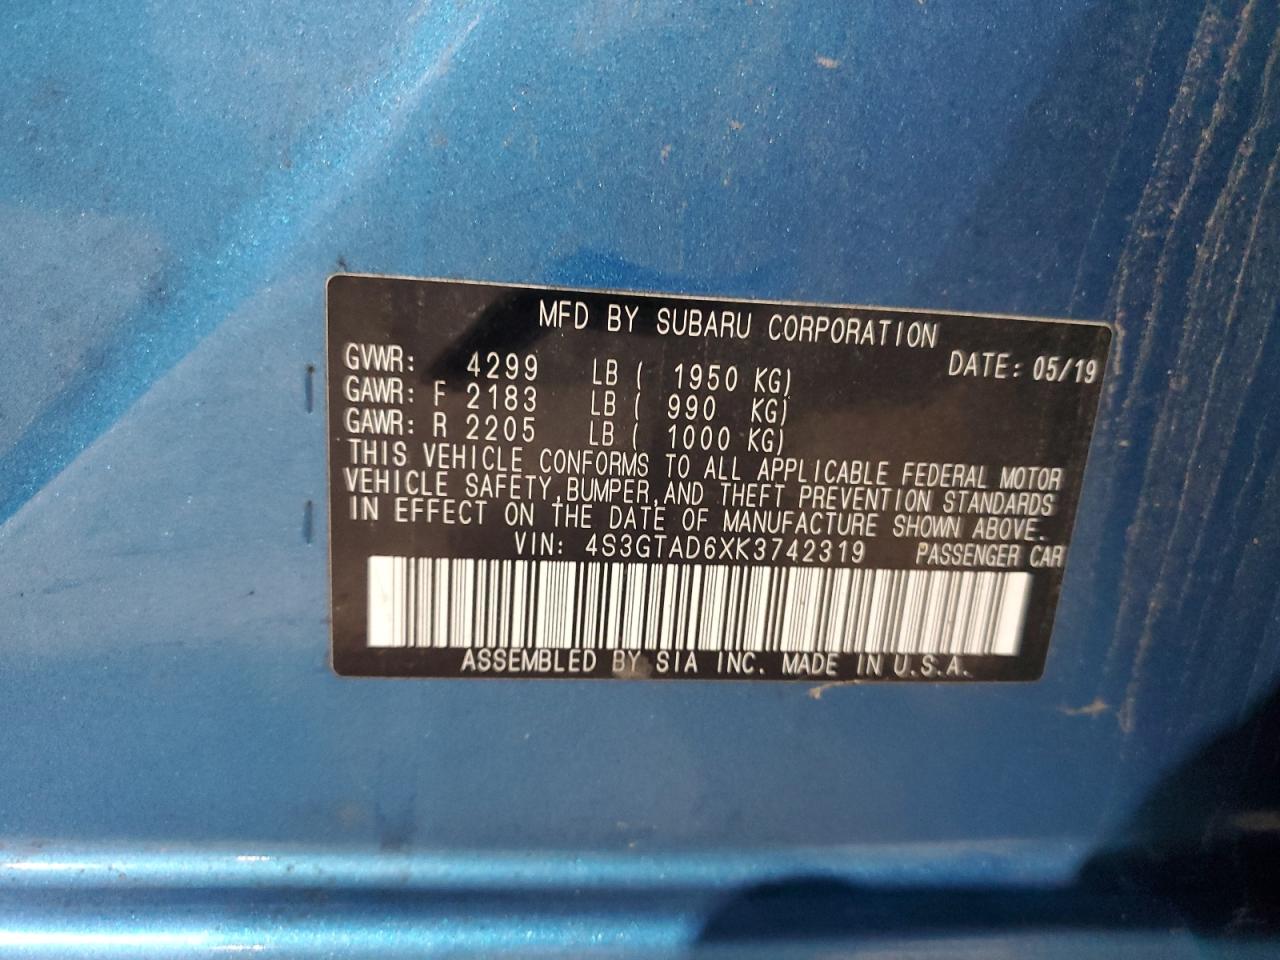 MFD BY SUBARU CORPORATION
DATE: 05/19
GVWR: 4299 LB ( 1950 KG)
GAWR: F 2183 LB ( 990 KG)
GAWR: R 2205 LB ( 1000 KG)
THIS VEHICLE CONFORMS TO ALL APPLICABLE FEDERAL MOTOR
VEHICLE SAFETY,BUMPER,AND THEFT PREVENTION STANDARDS
IN EFFECT ON THE DATE OF MANUFACTURE SHOWN ABOVE.
VIN: 4S3GTAD6XK3742319 PASSENGER CAR
ASSEMBLED BY SIA INC. MADE IN U.S.A.